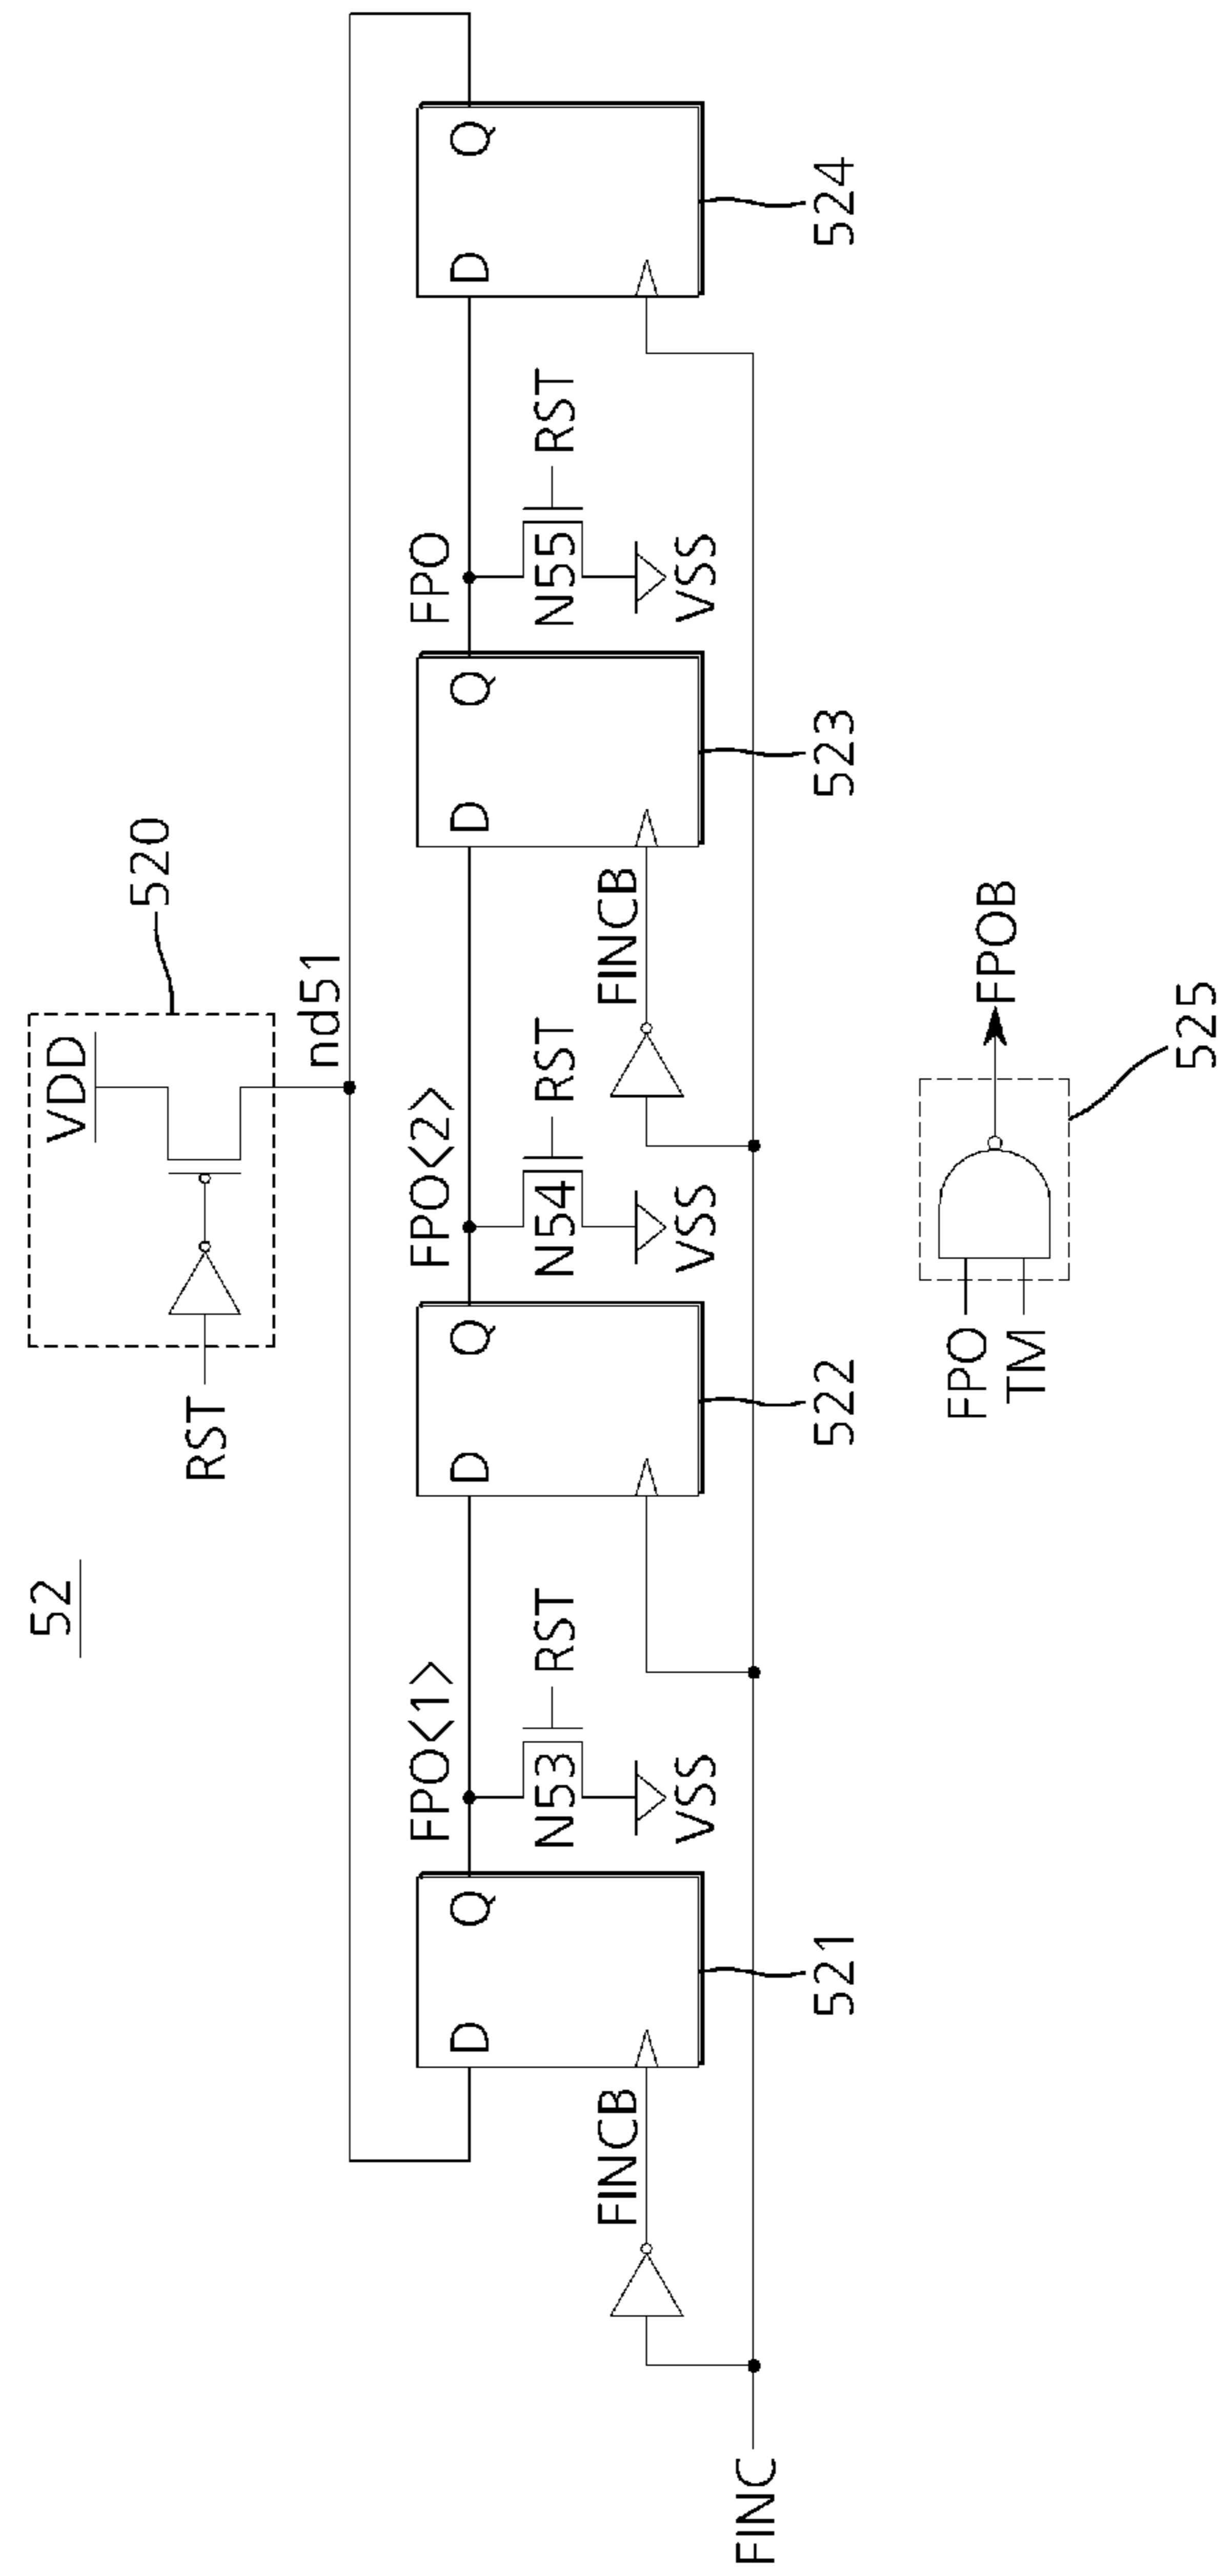 52
RST
VDD
520
nd51
FPO<1>
FPO<2>
FPO
D
Q
D
Q
D
Q
D
Q
N53
RST
N54
RST
N55
RST
VSS
VSS
VSS
FINCB
FINCB
521
522
523
524
FINC
FPO
TM
FPOB
525